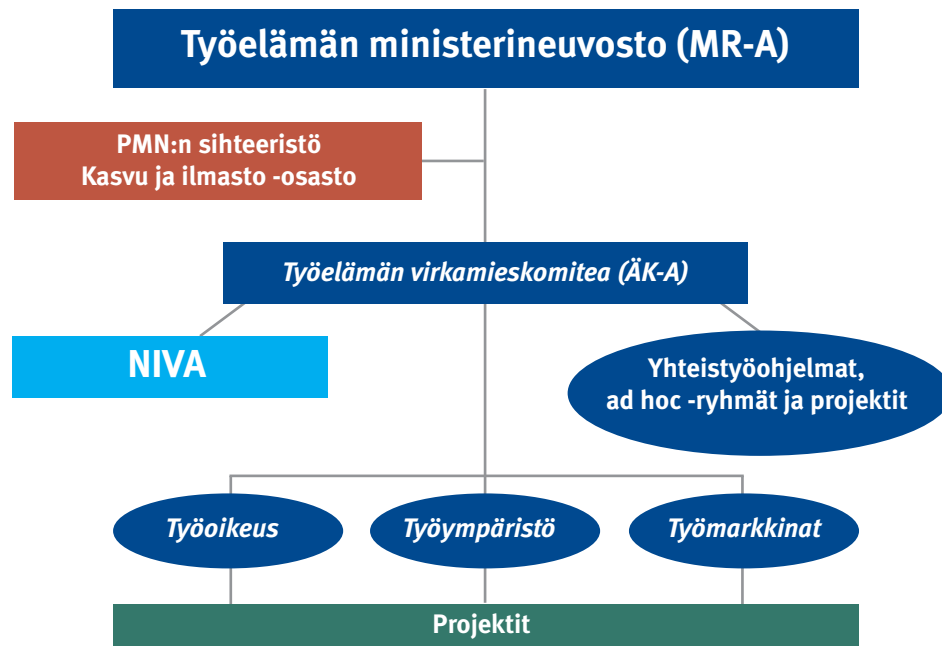 Työelämän ministerineuvosto (MR-A)
PMN:n sihteeristö
Kasvu ja ilmasto -osasto
Työelämän virkamieskomitea (ÄK-A)
NIVA
Yhteistyöohjelmat,
ad hoc -ryhmät ja projektit
Työoikeus
Työympäristö
Työmarkkinat
Projektit